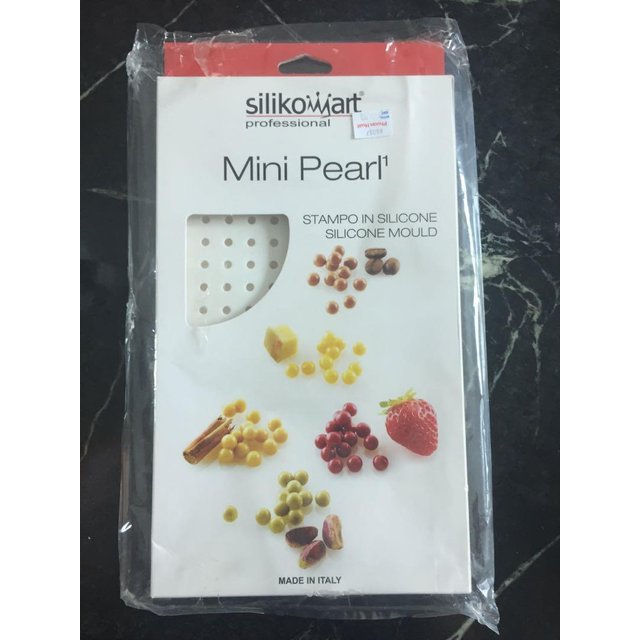 silikomart®
professional
Mini Pearl¹
STAMPO IN SILICONE
SILICONE MOULD
MADE IN ITALY